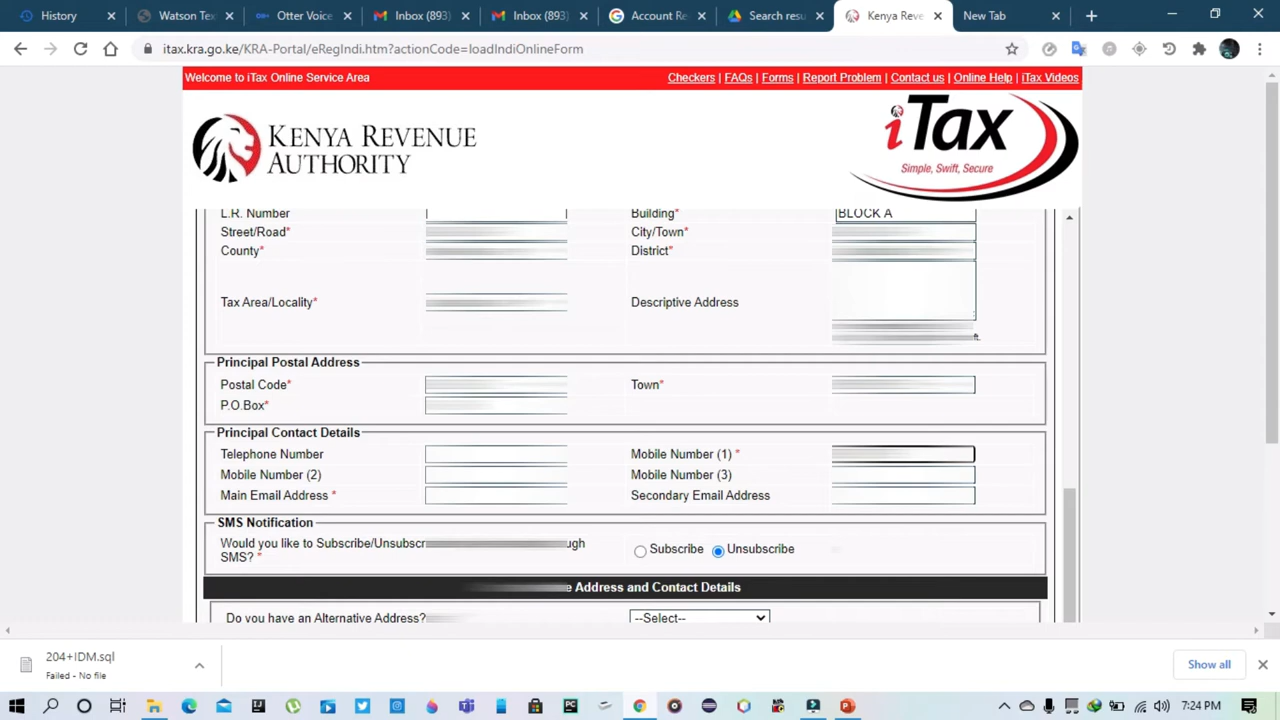 History
Watson Tex
Otter Voice
Inbox (893)
Inbox (893)
Account Re
Search resu
Kenya Reve
New Tab
itax.kra.go.ke/KRA-Portal/eRegIndi.htm?actionCode=loadIndiOnlineForm
Welcome to iTax Online Service Area
Checkers | FAQs | Forms | Report Problem | Contact us | Online Help | iTax Videos
KENYA REVENUE
AUTHORITY
iTax
Simple, Swift, Secure
L.R. Number
Building*
BLOCK A
Street/Road*
City/Town*
County*
District*
Tax Area/Locality*
Descriptive Address
Principal Postal Address
Postal Code*
Town*
P.O.Box*
Principal Contact Details
Telephone Number
Mobile Number (1) *
Mobile Number (2)
Mobile Number (3)
Main Email Address *
Secondary Email Address
SMS Notification
Would you like to Subscribe/Unsubscr ugh
SMS? *
Subscribe
Unsubscribe
e Address and Contact Details
Do you have an Alternative Address?
--Select--
204+IDM.sql
Failed - No file
Show all
7:24 PM